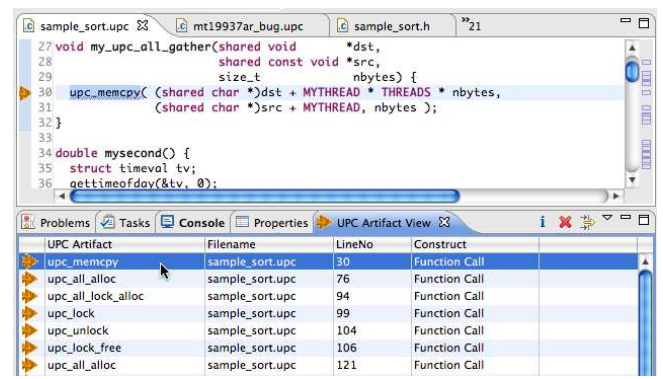 sample_sort.upc mt19937ar_bug.upc sample_sort.h »21
27 void my_upc_all_gather(shared void *dst,
28 shared const void *src,
29 size_t nbytes) {
30 upc_memcpy( (shared char *)dst + MYTHREAD * THREADS * nbytes,
31 (shared char *)src + MYTHREAD, nbytes );
32 }
33
34 double mysecond() {
35 struct timeval tv;
36 gettimeofday(&tv, 0);
Problems Tasks Console Properties UPC Artifact View
UPC Artifact Filename LineNo Construct
upc_memcpy sample_sort.upc 30 Function Call
upc_all_alloc sample_sort.upc 76 Function Call
upc_all_lock_alloc sample_sort.upc 94 Function Call
upc_lock sample_sort.upc 99 Function Call
upc_unlock sample_sort.upc 104 Function Call
upc_lock_free sample_sort.upc 106 Function Call
upc_all_alloc sample_sort.upc 121 Function Call